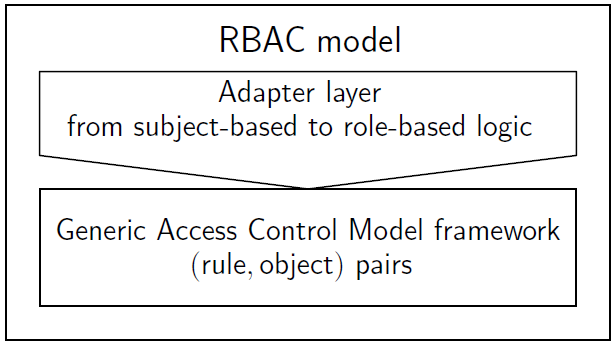 RBAC model
Adapter layer
from subject-based to role-based logic
Generic Access Control Model framework
(rule, object) pairs